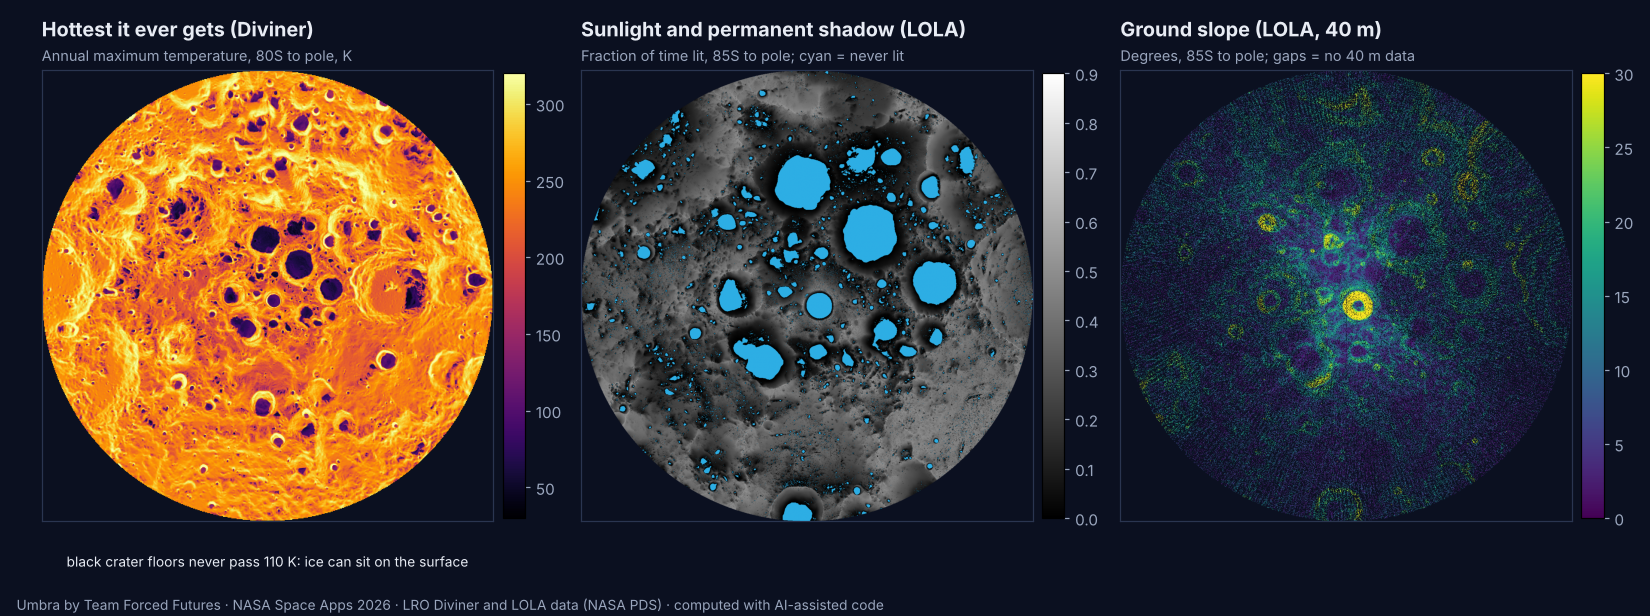 Hottest it ever gets (Diviner)
Annual maximum temperature, 80S to pole, K
300
250
200
150
100
50
black crater floors never pass 110 K: ice can sit on the surface
Sunlight and permanent shadow (LOLA)
Fraction of time lit, 85S to pole; cyan = never lit
0.9
0.8
0.7
0.6
0.5
0.4
0.3
0.2
0.1
0.0
Ground slope (LOLA, 40 m)
Degrees, 85S to pole; gaps = no 40 m data
30
25
20
15
10
5
0
Umbra by Team Forced Futures · NASA Space Apps 2026 · LRO Diviner and LOLA data (NASA PDS) · computed with AI-assisted code